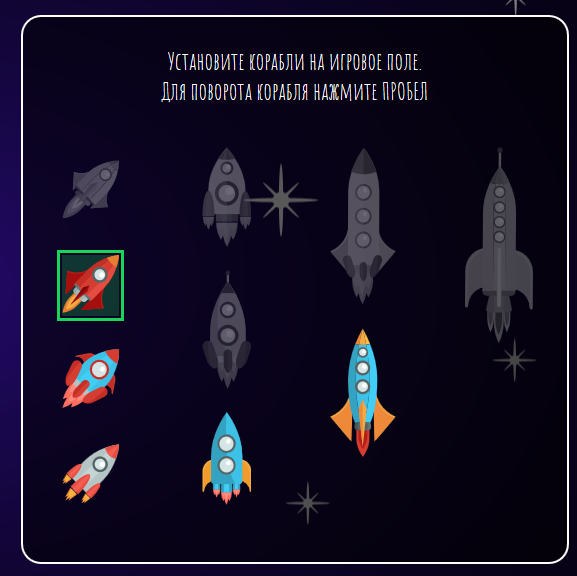 Установите корабли на игровое поле.
Для поворота корабля нажмите ПРОБЕЛ